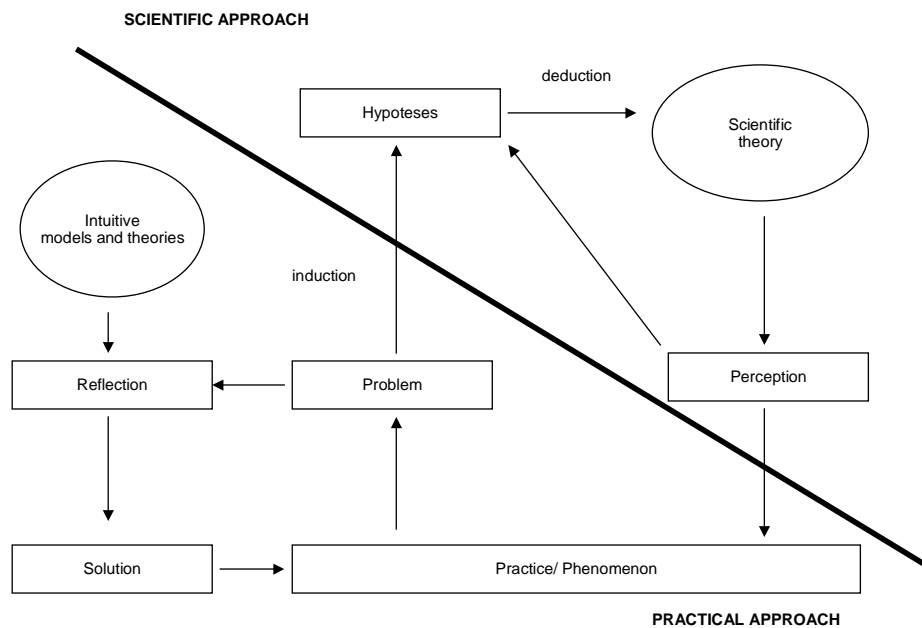 SCIENTIFIC APPROACH
deduction
Hypoteses
Scientific
theory
Intuitive
models and theories
induction
Reflection
Problem
Perception
Solution
Practice/ Phenomenon
PRACTICAL APPROACH